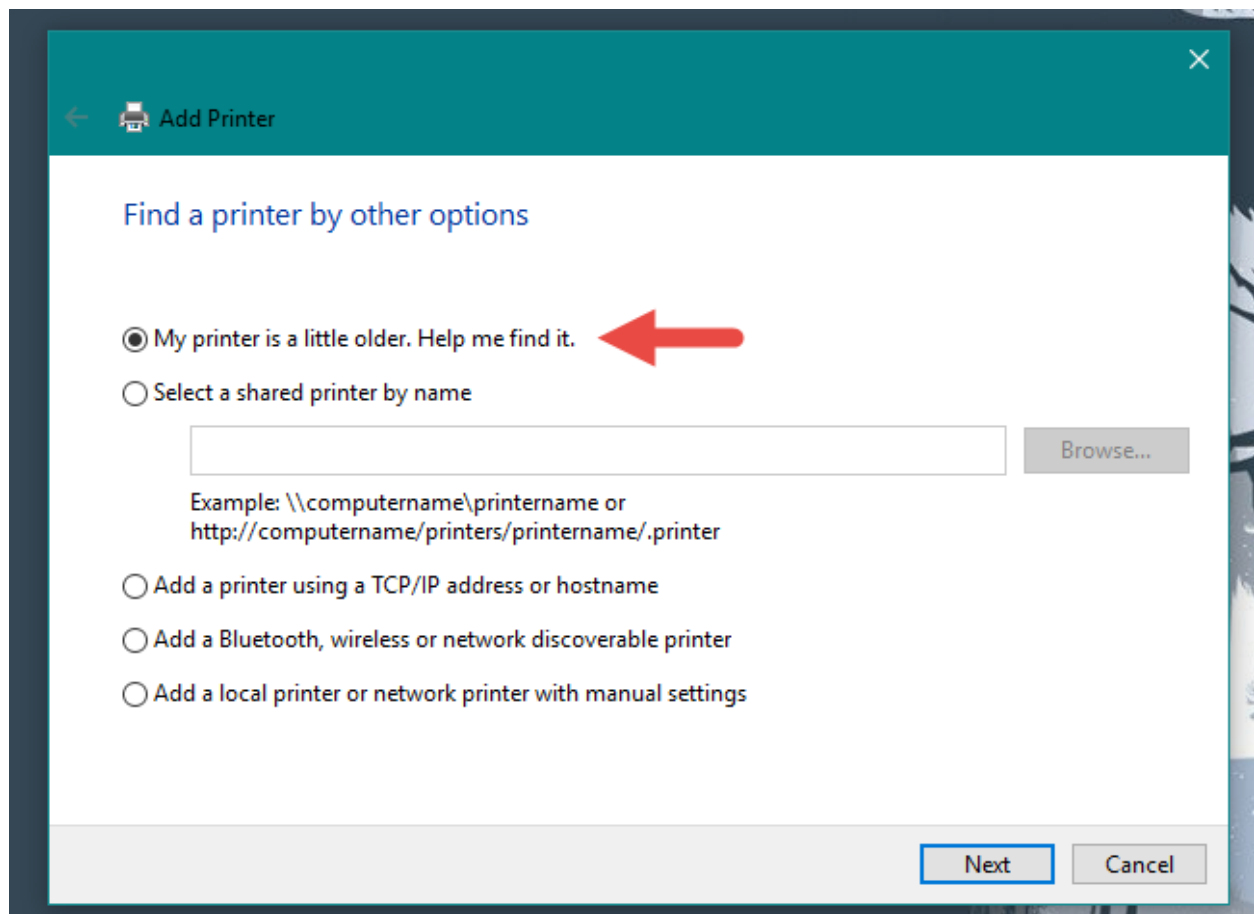 Add Printer
Find a printer by other options
My printer is a little older. Help me find it.
Select a shared printer by name
Browse...
Example: \\computername\printername or
http://computername/printers/printername/.printer
Add a printer using a TCP/IP address or hostname
Add a Bluetooth, wireless or network discoverable printer
Add a local printer or network printer with manual settings
Next Cancel